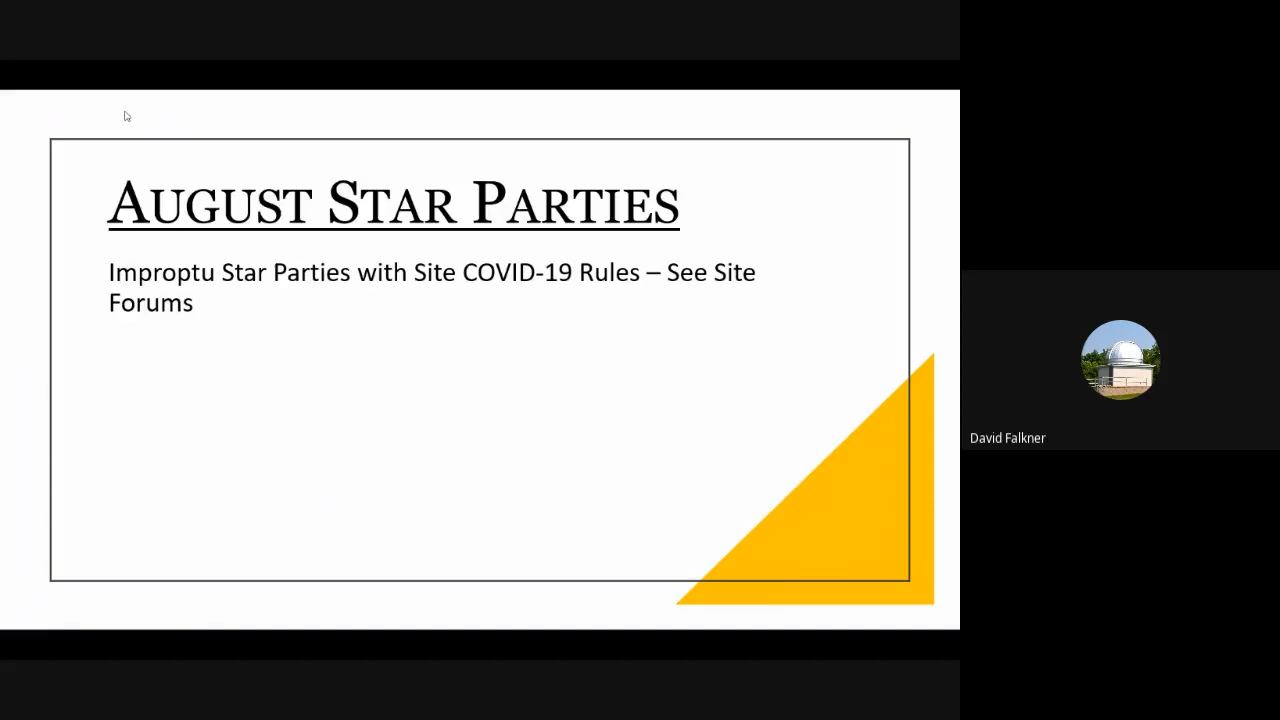 AUGUST STAR PARTIES
Improptu Star Parties with Site COVID-19 Rules – See Site
Forums
David Falkner